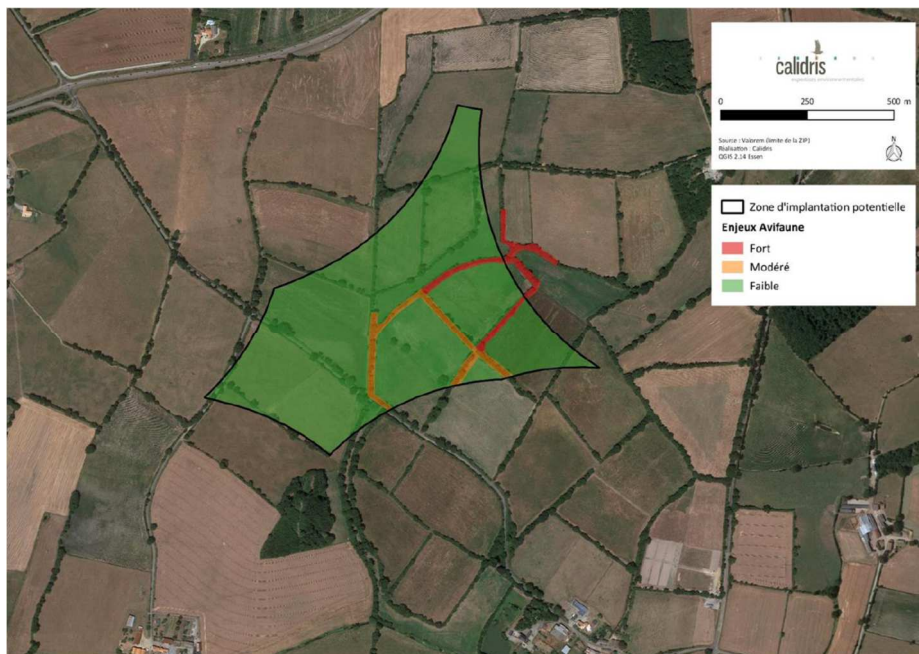 calidris
0 250 500 m
Source : Valorem (limite de la ZIP)
Réalisation : Calidris
QGIS 2.14 Essen
N
Zone d'implantation potentielle
Enjeux Avifaune
Fort
Modéré
Faible